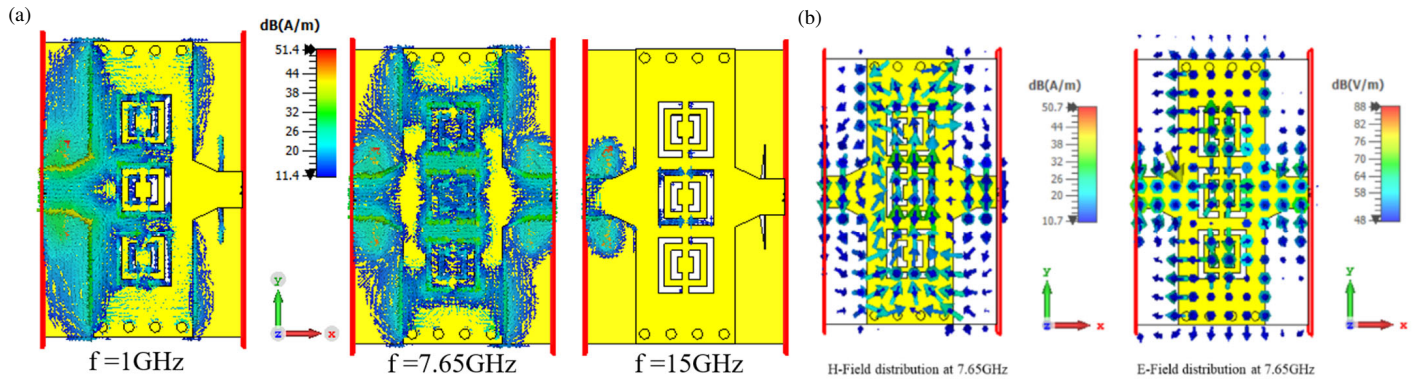 (a)
dB(A/m)
51.4
44
38
32
26
20
11.4
y
z
x
f =1GHz
f =7.65GHz
f =15GHz
(b)
dB(A/m)
50.7
44
38
32
26
20
10.7
y
z
x
H-Field distribution at 7.65GHz
dB(V/m)
88
82
76
72
66
58
48
y
z
x
E-Field distribution at 7.65GHz